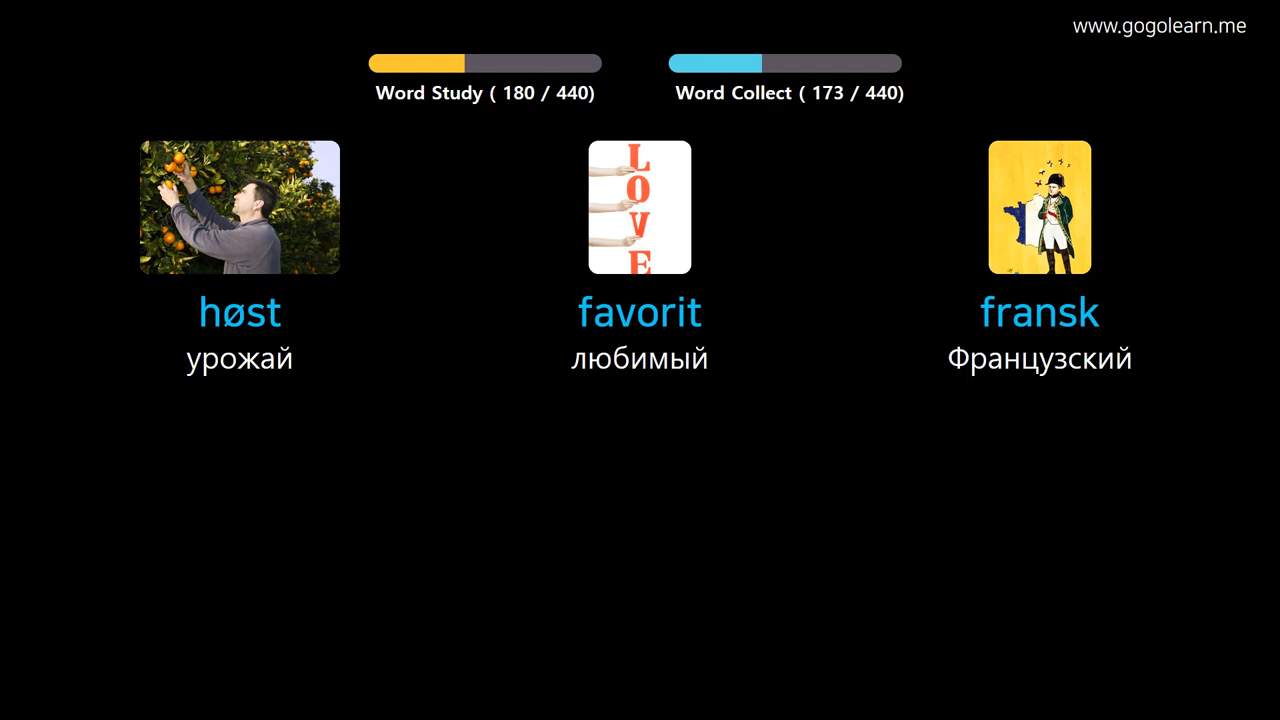 www.gogolearn.me
Word Study ( 180 / 440)
Word Collect ( 173 / 440)
LOVE
høst
favorit
fransk
урожай
любимый
Французский